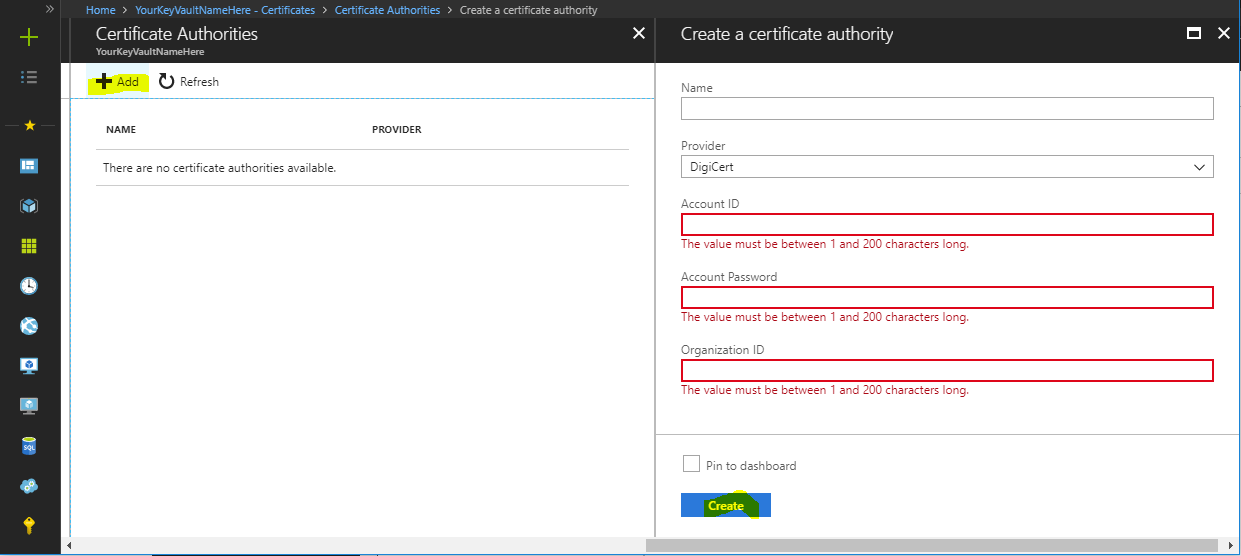 » Home > YourKeyVaultNameHere - Certificates > Certificate Authorities > Create a certificate authority
Certificate Authorities
YourKeyVaultNameHere
Add Refresh
NAME PROVIDER
There are no certificate authorities available.
Create a certificate authority
Name
Provider
DigiCert
Account ID
The value must be between 1 and 200 characters long.
Account Password
The value must be between 1 and 200 characters long.
Organization ID
The value must be between 1 and 200 characters long.
Pin to dashboard
Create
SQL